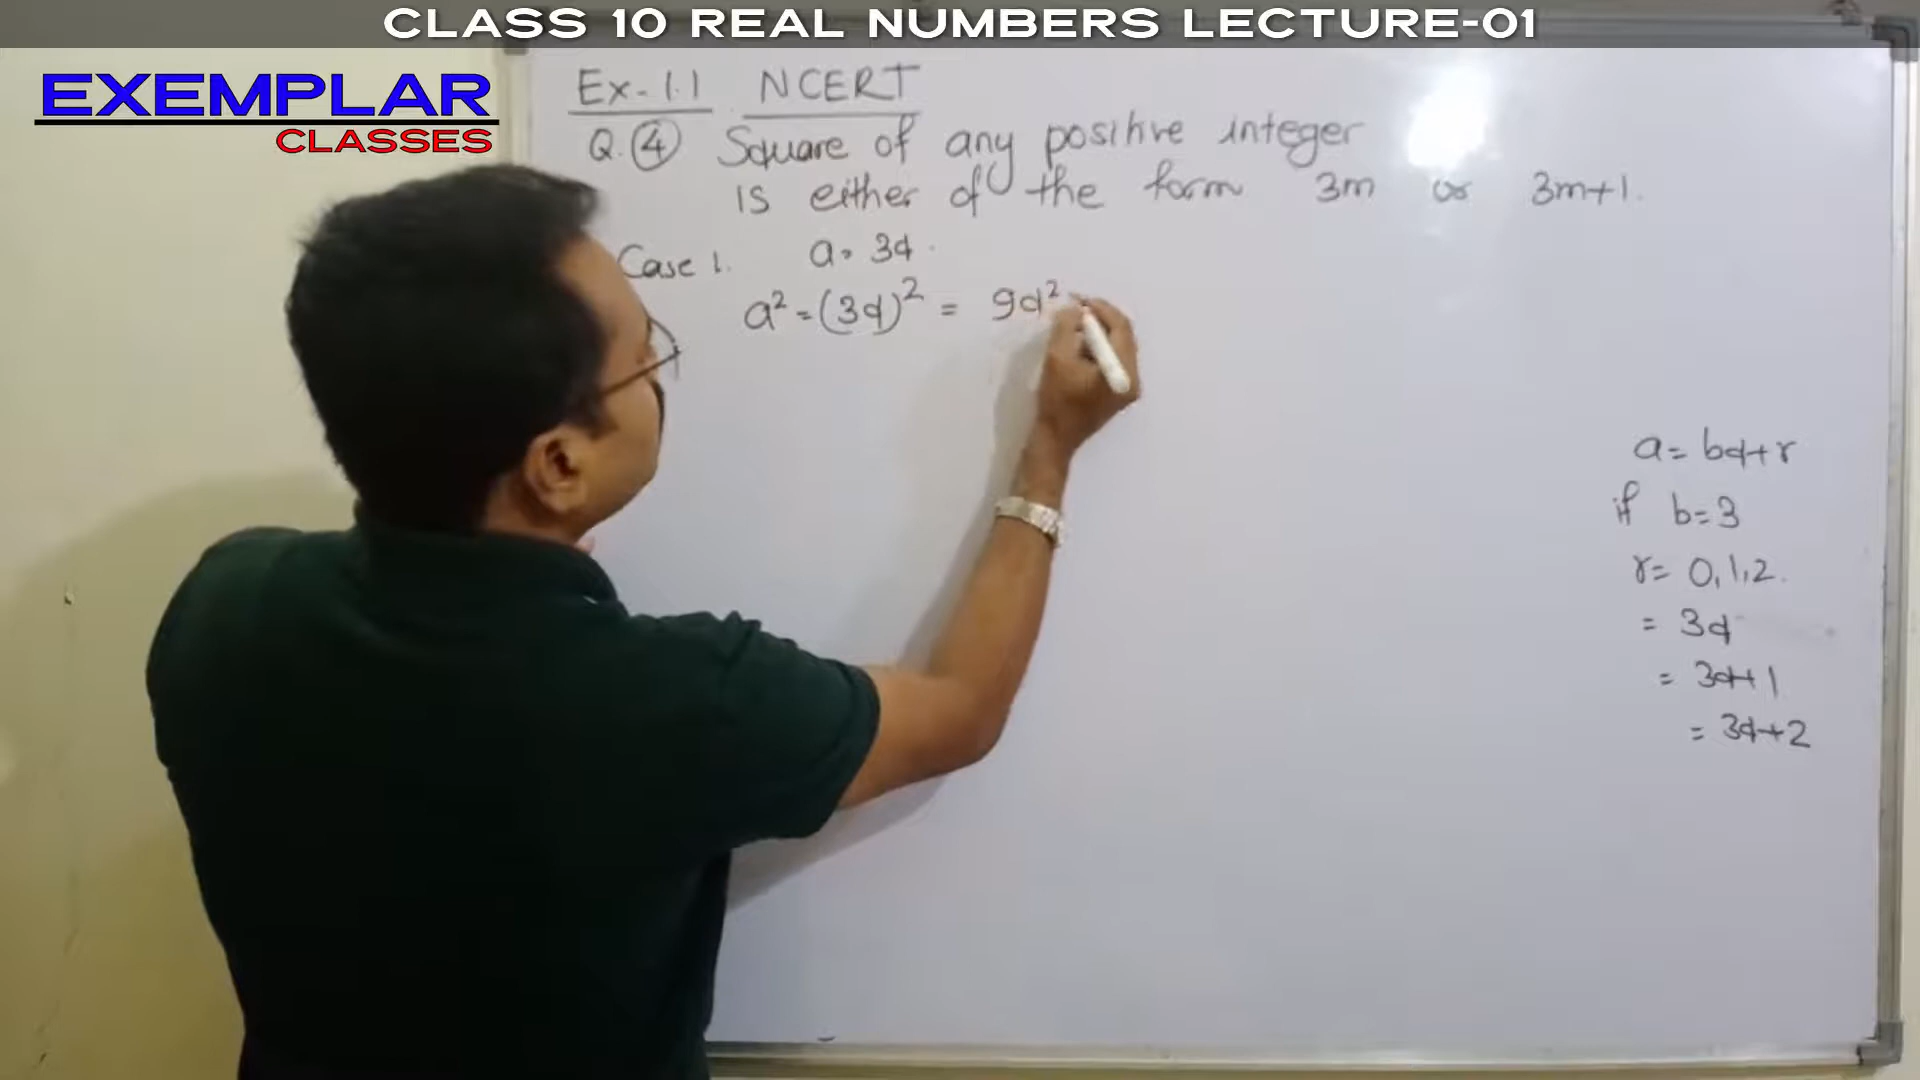 CLASS 10 REAL NUMBERS LECTURE-01
EXEMPLAR
CLASSES
Ex-1.1 NCERT
Q.④ Square of any positive integer
is either of the form 3m or 3m+1.
Case 1. a = 3q.
a² = (3q)² = 9q²
a = bq+r
if b=3
r= 0,1,2.
= 3q
= 3q+1
= 3q+2